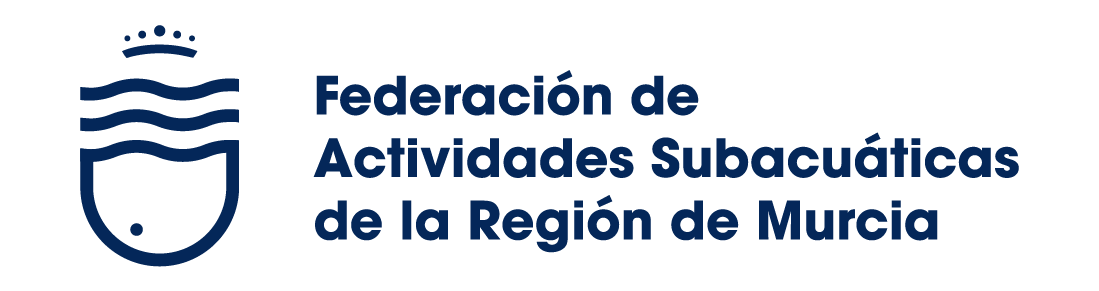 Federación de
Actividades Subacuáticas
de la Región de Murcia